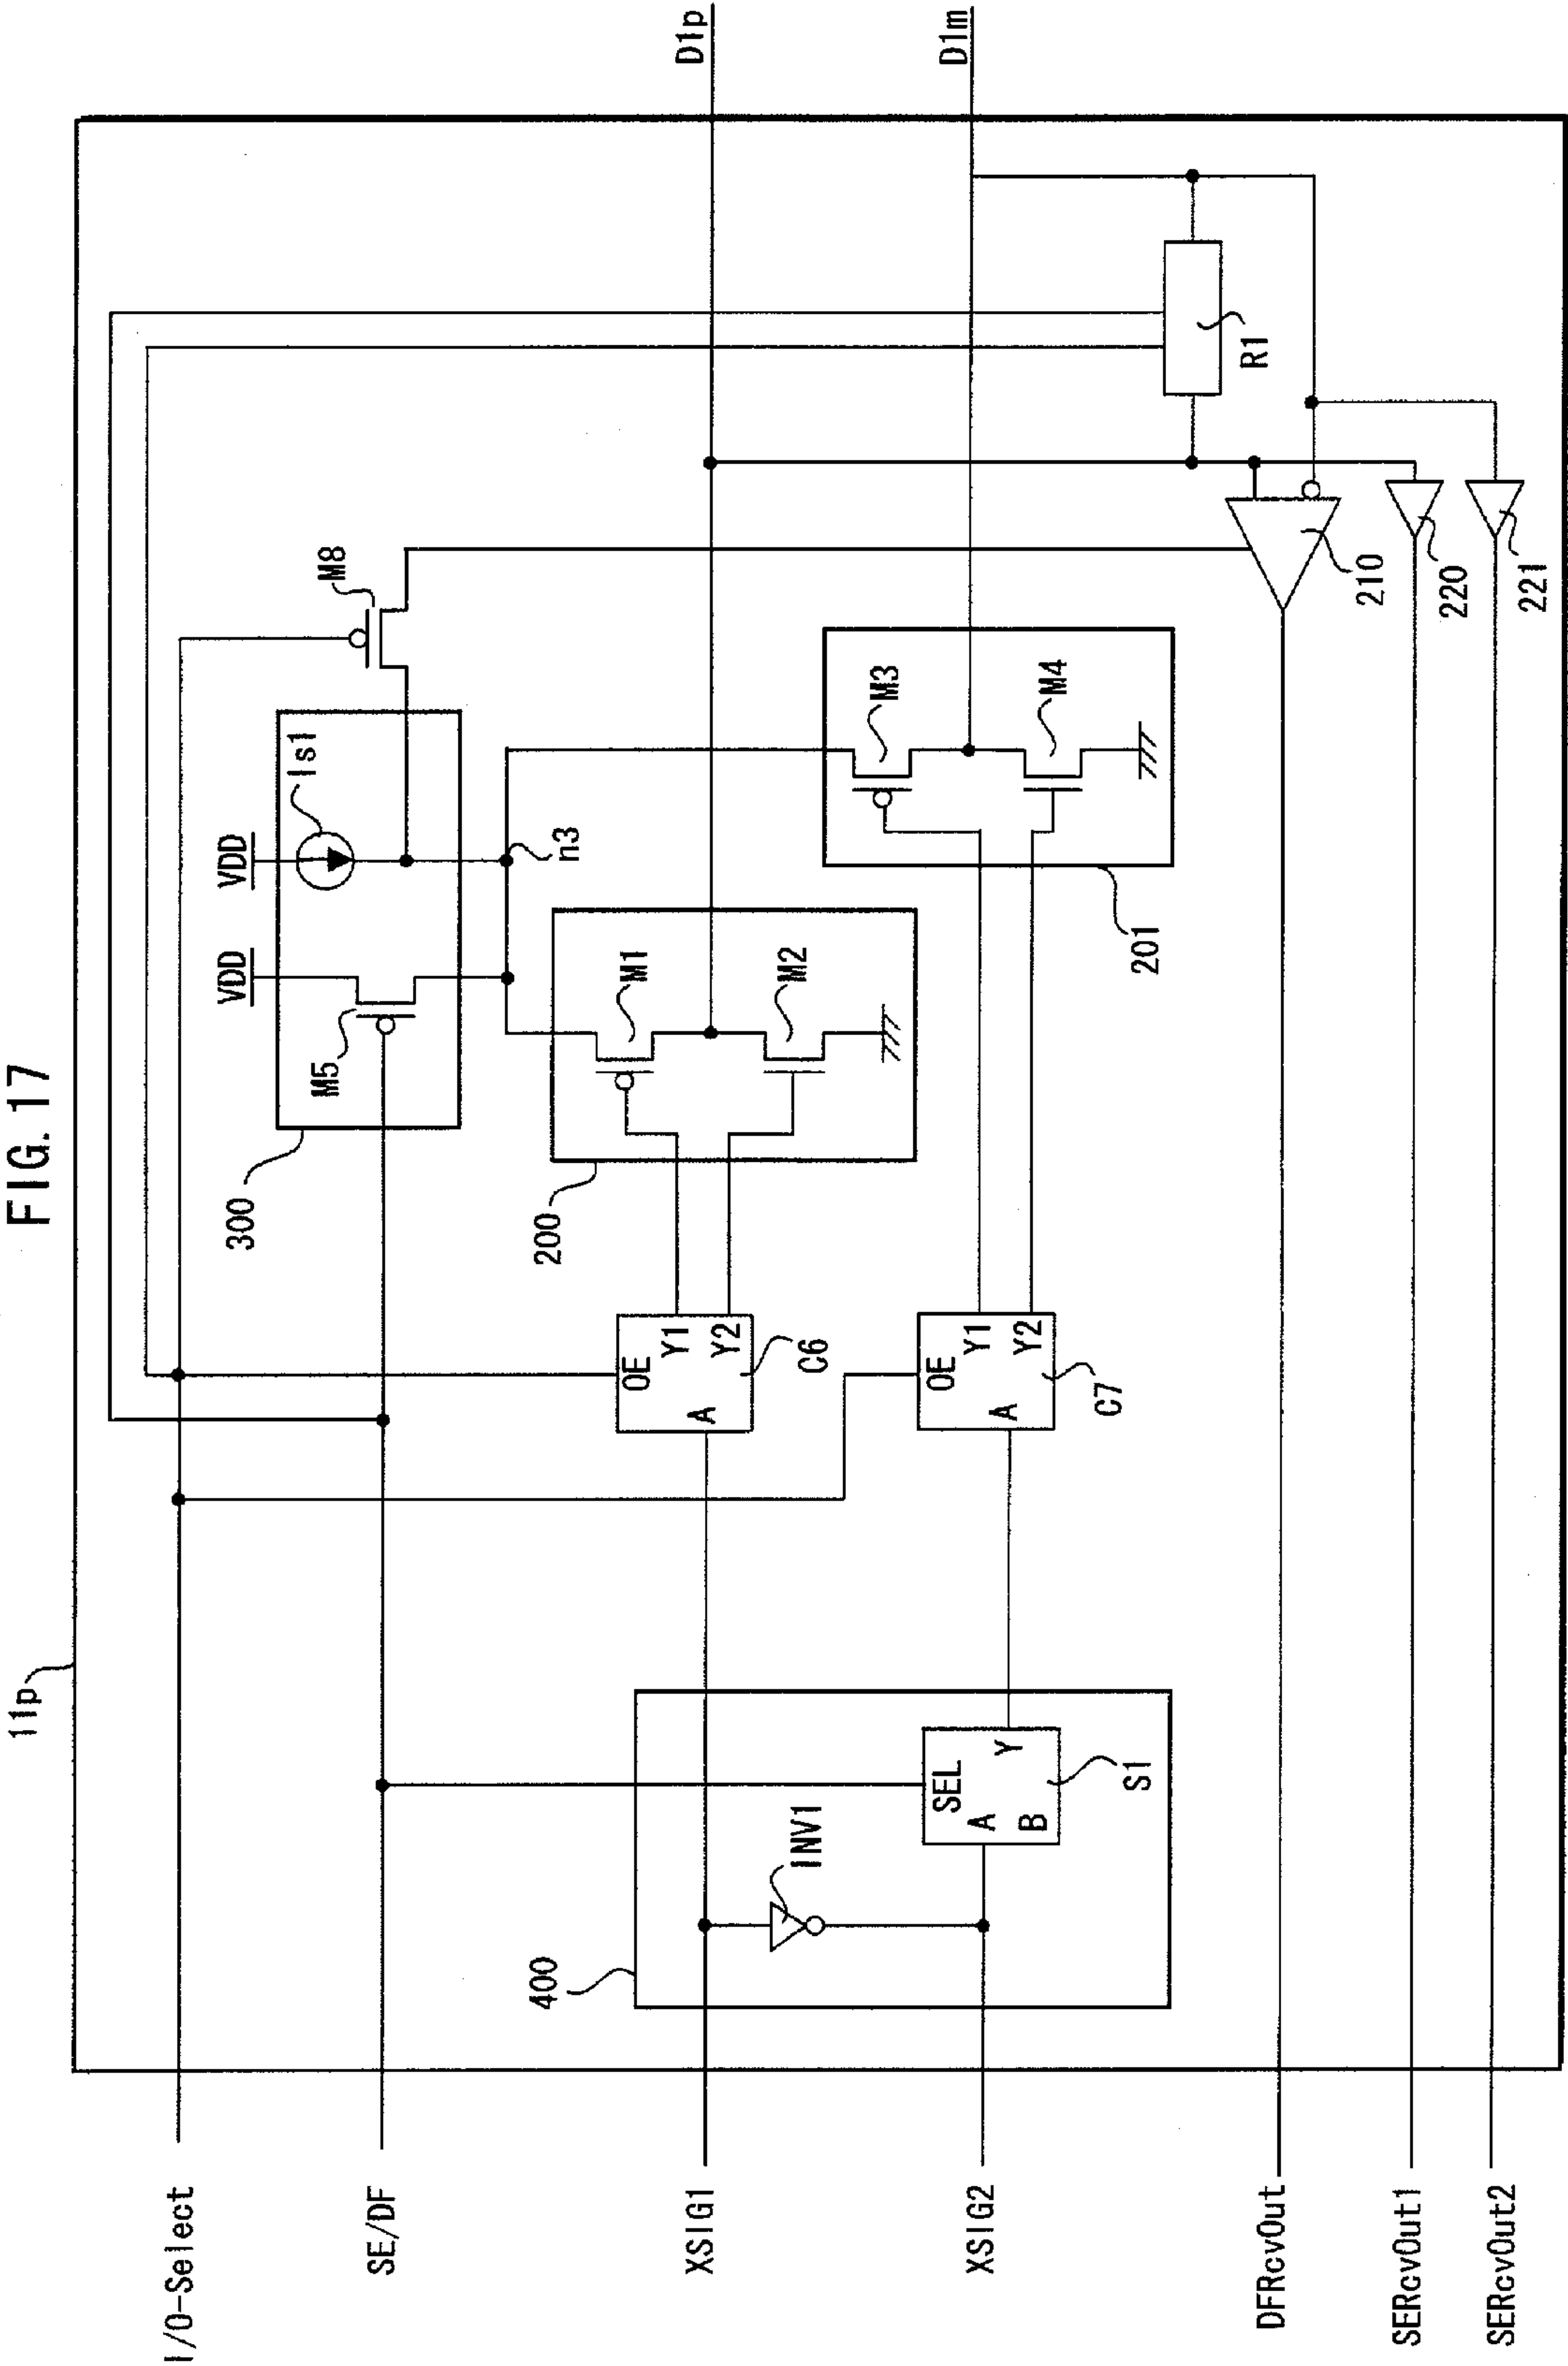 FIG. 17
11p
I/O-Select
SE/DF
XSIG1
XSIG2
DFRcvOut
SERcvOut1
SERcvOut2
400
INV1
SEL
A
B
Y
S1
OE
A
Y1
Y2
C6
OE
A
Y1
Y2
C7
300
VDD
VDD
M5
Is1
M8
n3
200
M1
M2
201
M3
M4
210
220
221
R1
D1p
D1m